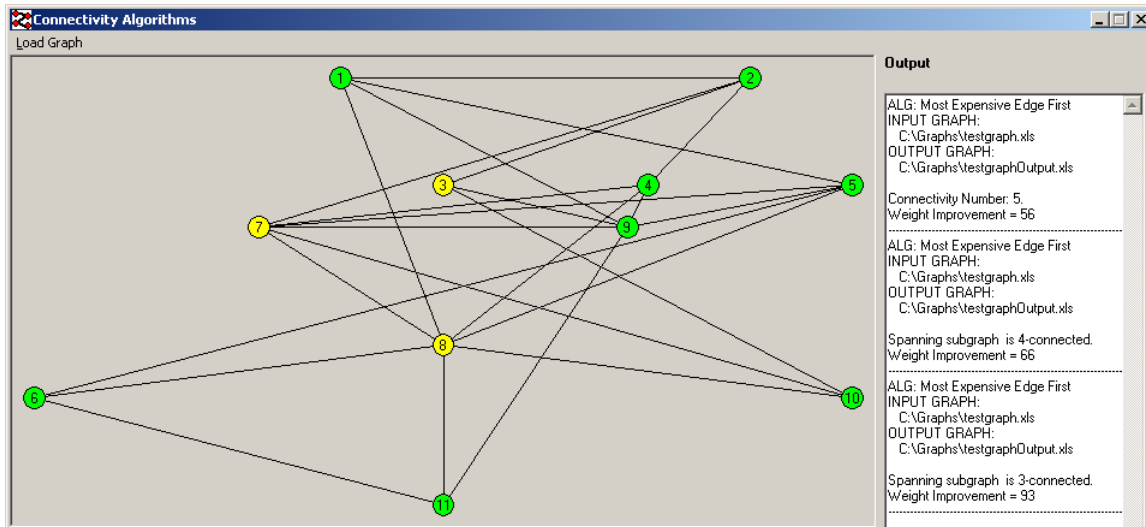 Connectivity Algorithms
Load Graph
Output
1
2
3
4
5
7
9
8
6
10
11
ALG: Most Expensive Edge First
INPUT GRAPH:
C:\Graphs\testgraph.xls
OUTPUT GRAPH:
C:\Graphs\testgraphOutput.xls
Connectivity Number: 5.
Weight Improvement = 56
ALG: Most Expensive Edge First
INPUT GRAPH:
C:\Graphs\testgraph.xls
OUTPUT GRAPH:
C:\Graphs\testgraphOutput.xls
Spanning subgraph is 4-connected.
Weight Improvement = 66
ALG: Most Expensive Edge First
INPUT GRAPH:
C:\Graphs\testgraph.xls
OUTPUT GRAPH:
C:\Graphs\testgraphOutput.xls
Spanning subgraph is 3-connected.
Weight Improvement = 93